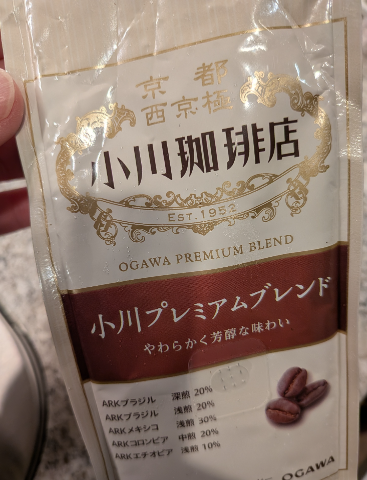 京都
西京極
小川珈琲店
EST. 1952
OGAWA PREMIUM BLEND
小川プレミアムブレンド
やわらかく芳醇な味わい
ARKブラジル 深煎 20%
ARKブラジル 浅煎 20%
ARKメキシコ 浅煎 30%
ARKコロンビア 中煎 20%
ARKエチオピア 浅煎 10%
OGAWA